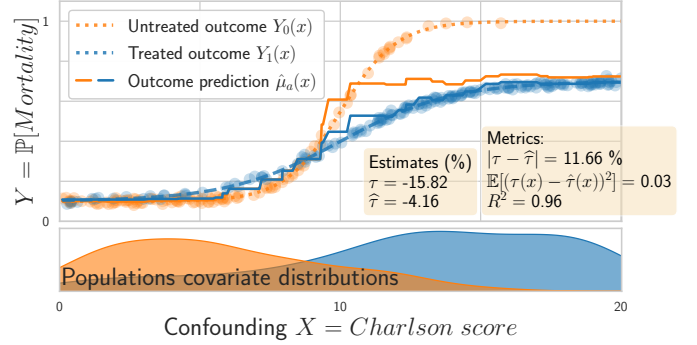 Y = ℙ[Mortality]
1
0
Untreated outcome Y₀(x)
Treated outcome Y₁(x)
Outcome prediction μ̂ₐ(x)
Estimates (%)
τ = -15.82
τ̂ = -4.16
Metrics:
|τ − τ̂| = 11.66 %
𝔼[(τ(x) − τ̂(x))²] = 0.03
R² = 0.96
Populations covariate distributions
0
10
20
Confounding X = Charlson score